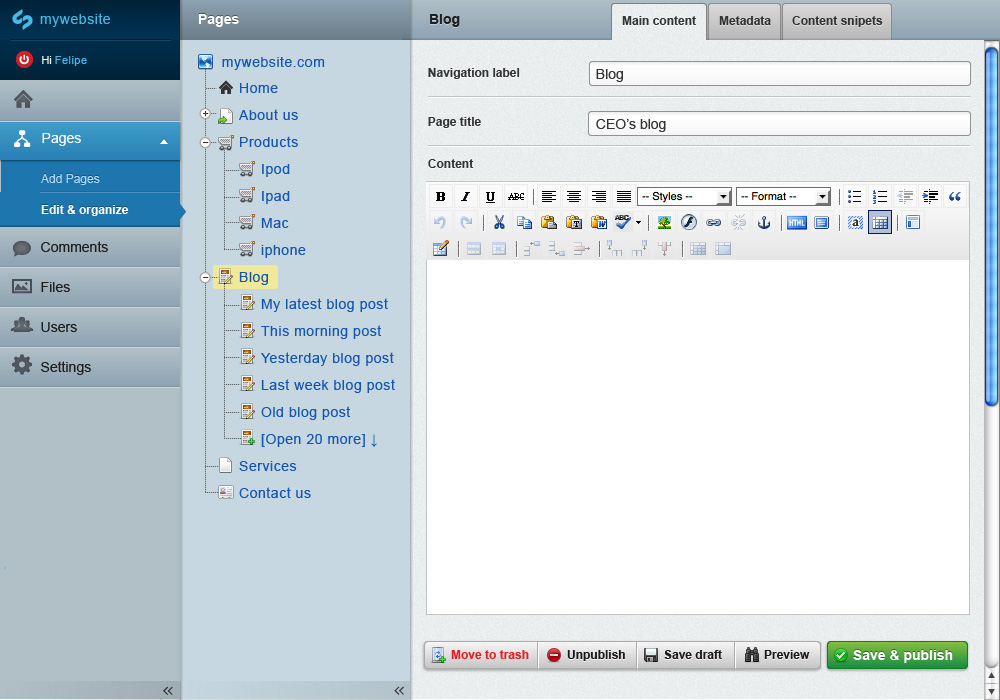 mywebsite
Hi Felipe
Pages
Add Pages
Edit & organize
Comments
Files
Users
Settings
«
Pages
mywebsite.com
Home
About us
Products
Ipod
Ipad
Mac
iphone
Blog
My latest blog post
This morning post
Yesterday blog post
Last week blog post
Old blog post
[Open 20 more] ↓
Services
Contact us
«
Blog
Main content
Metadata
Content snipets
Navigation label
Blog
Page title
CEO's blog
Content
B I U ABC -- Styles -- -- Format --
ABC HTML a
Move to trash
Unpublish
Save draft
Preview
Save & publish